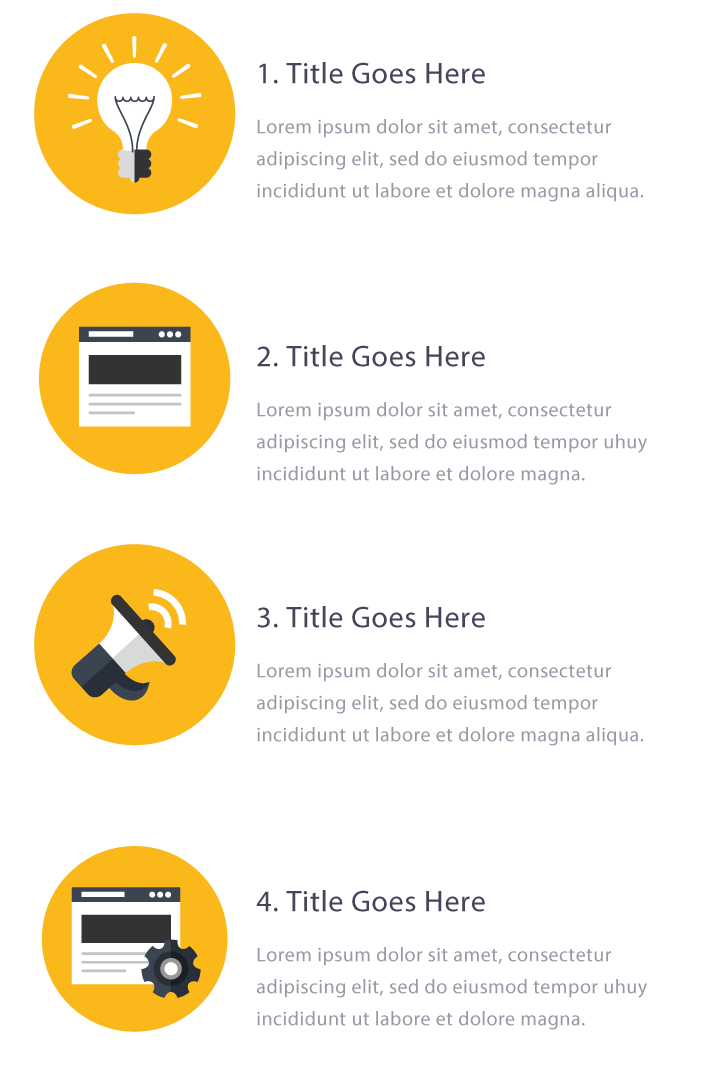 1. Title Goes Here
Lorem ipsum dolor sit amet, consectetur
adipiscing elit, sed do eiusmod tempor
incididunt ut labore et dolore magna aliqua.
2. Title Goes Here
Lorem ipsum dolor sit amet, consectetur
adipiscing elit, sed do eiusmod tempor uhuy
incididunt ut labore et dolore magna.
3. Title Goes Here
Lorem ipsum dolor sit amet, consectetur
adipiscing elit, sed do eiusmod tempor
incididunt ut labore et dolore magna aliqua.
4. Title Goes Here
Lorem ipsum dolor sit amet, consectetur
adipiscing elit, sed do eiusmod tempor uhuy
incididunt ut labore et dolore magna.